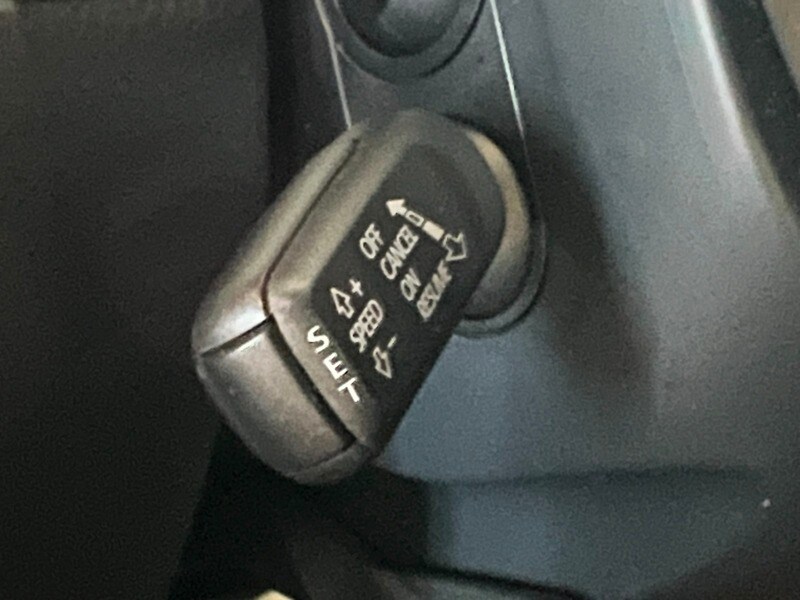 OFF
CANCEL
ON
RESUME
+
SPEED
-
SET